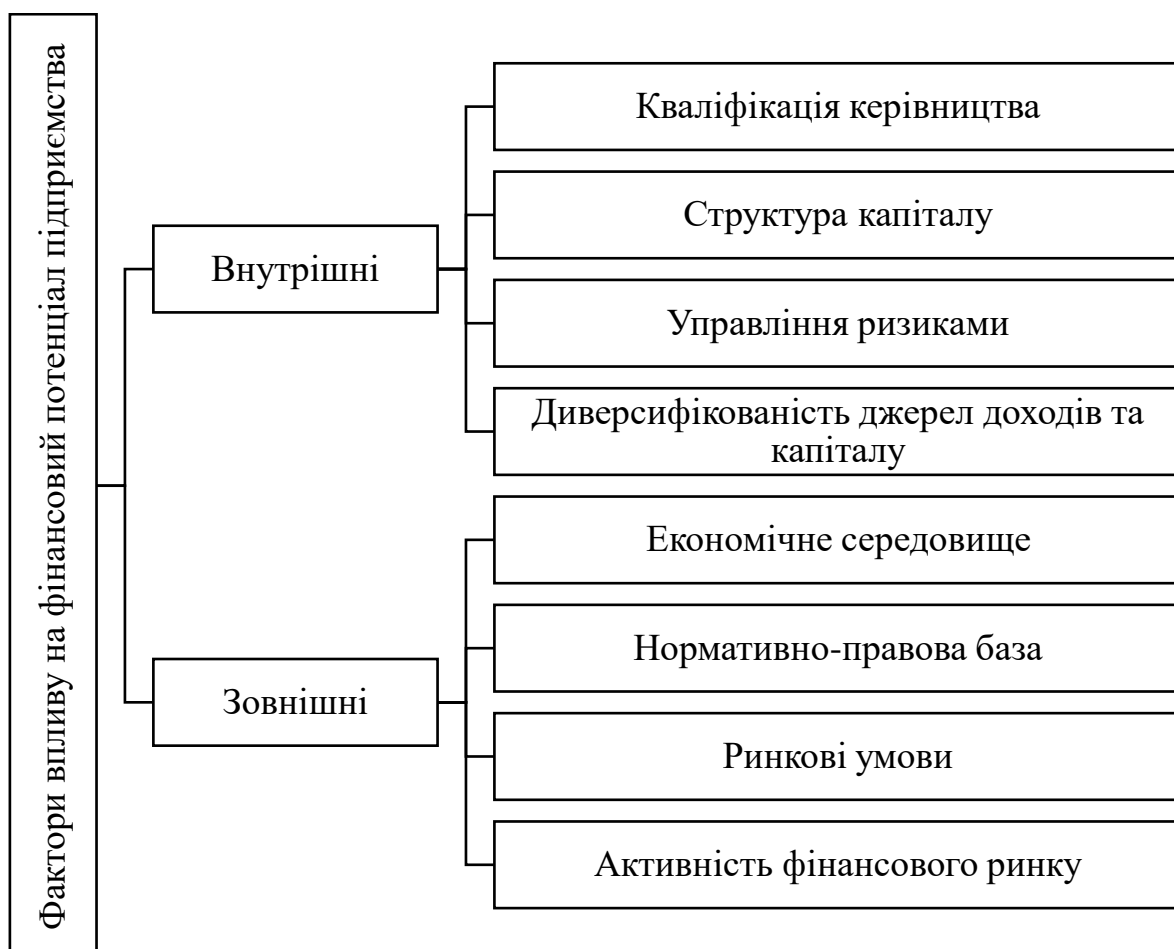 Фактори впливу на фінансовий потенціал підприємства
Внутрішні
Кваліфікація керівництва
Структура капіталу
Управління ризиками
Диверсифікованість джерел доходів та
капіталу
Зовнішні
Економічне середовище
Нормативно-правова база
Ринкові умови
Активність фінансового ринку